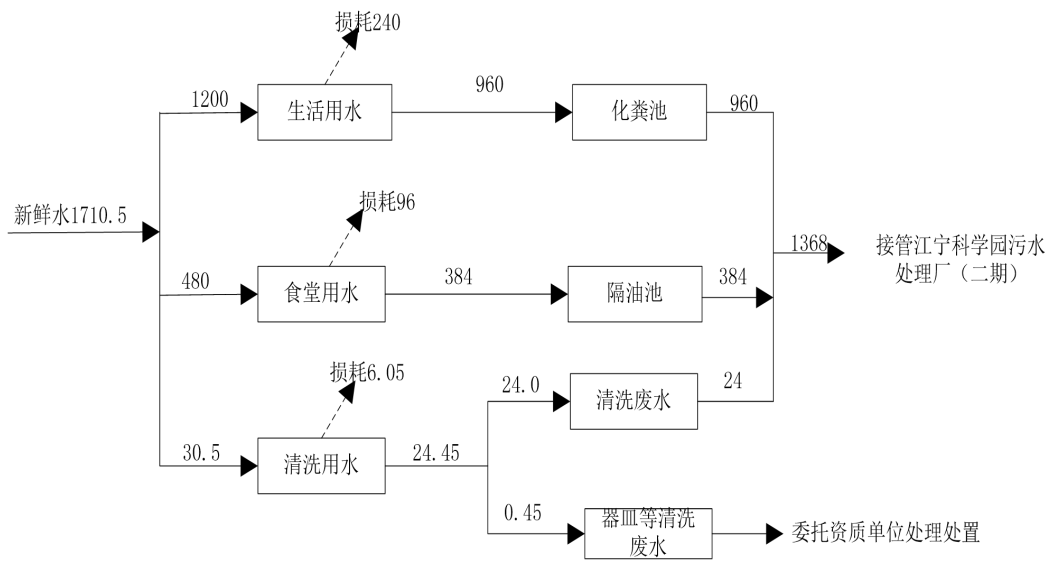 损耗240
1200
生活用水
960
化粪池
960
损耗96
新鲜水1710.5
480
食堂用水
384
隔油池
384
1368
接管江宁科学园污水
处理厂（二期）
损耗6.05
30.5
清洗用水
24.45
24.0
清洗废水
24
0.45
器皿等清洗
废水
委托资质单位处理处置